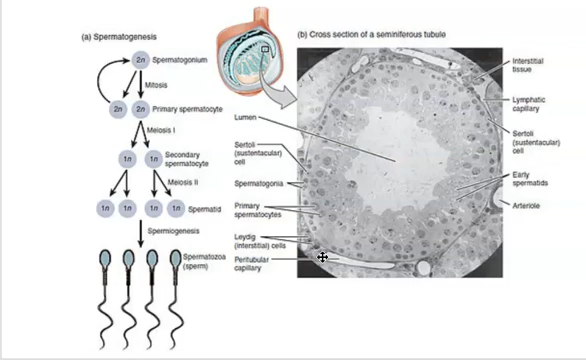 (a) Spermatogenesis
2n
Spermatogonium
Mitosis
2n 2n
Primary spermatocyte
Meiosis I
1n 1n
Secondary
spermatocyte
Meiosis II
1n 1n 1n 1n
Spermatid
Spermiogenesis
Spermatozoa
(sperm)
(b) Cross section of a seminiferous tubule
Lumen
Sertoli
(sustentacular)
cell
Spermatogonia
Primary
spermatocytes
Leydig
(interstitial) cells
Peritubular
capillary
Interstitial
tissue
Lymphatic
capillary
Sertoli
(sustentacular)
cell
Early
spermatids
Arteriole